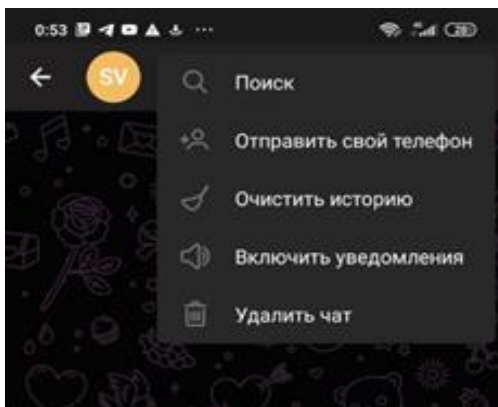 0:53
SV
Поиск
Отправить свой телефон
Очистить историю
Включить уведомления
Удалить чат